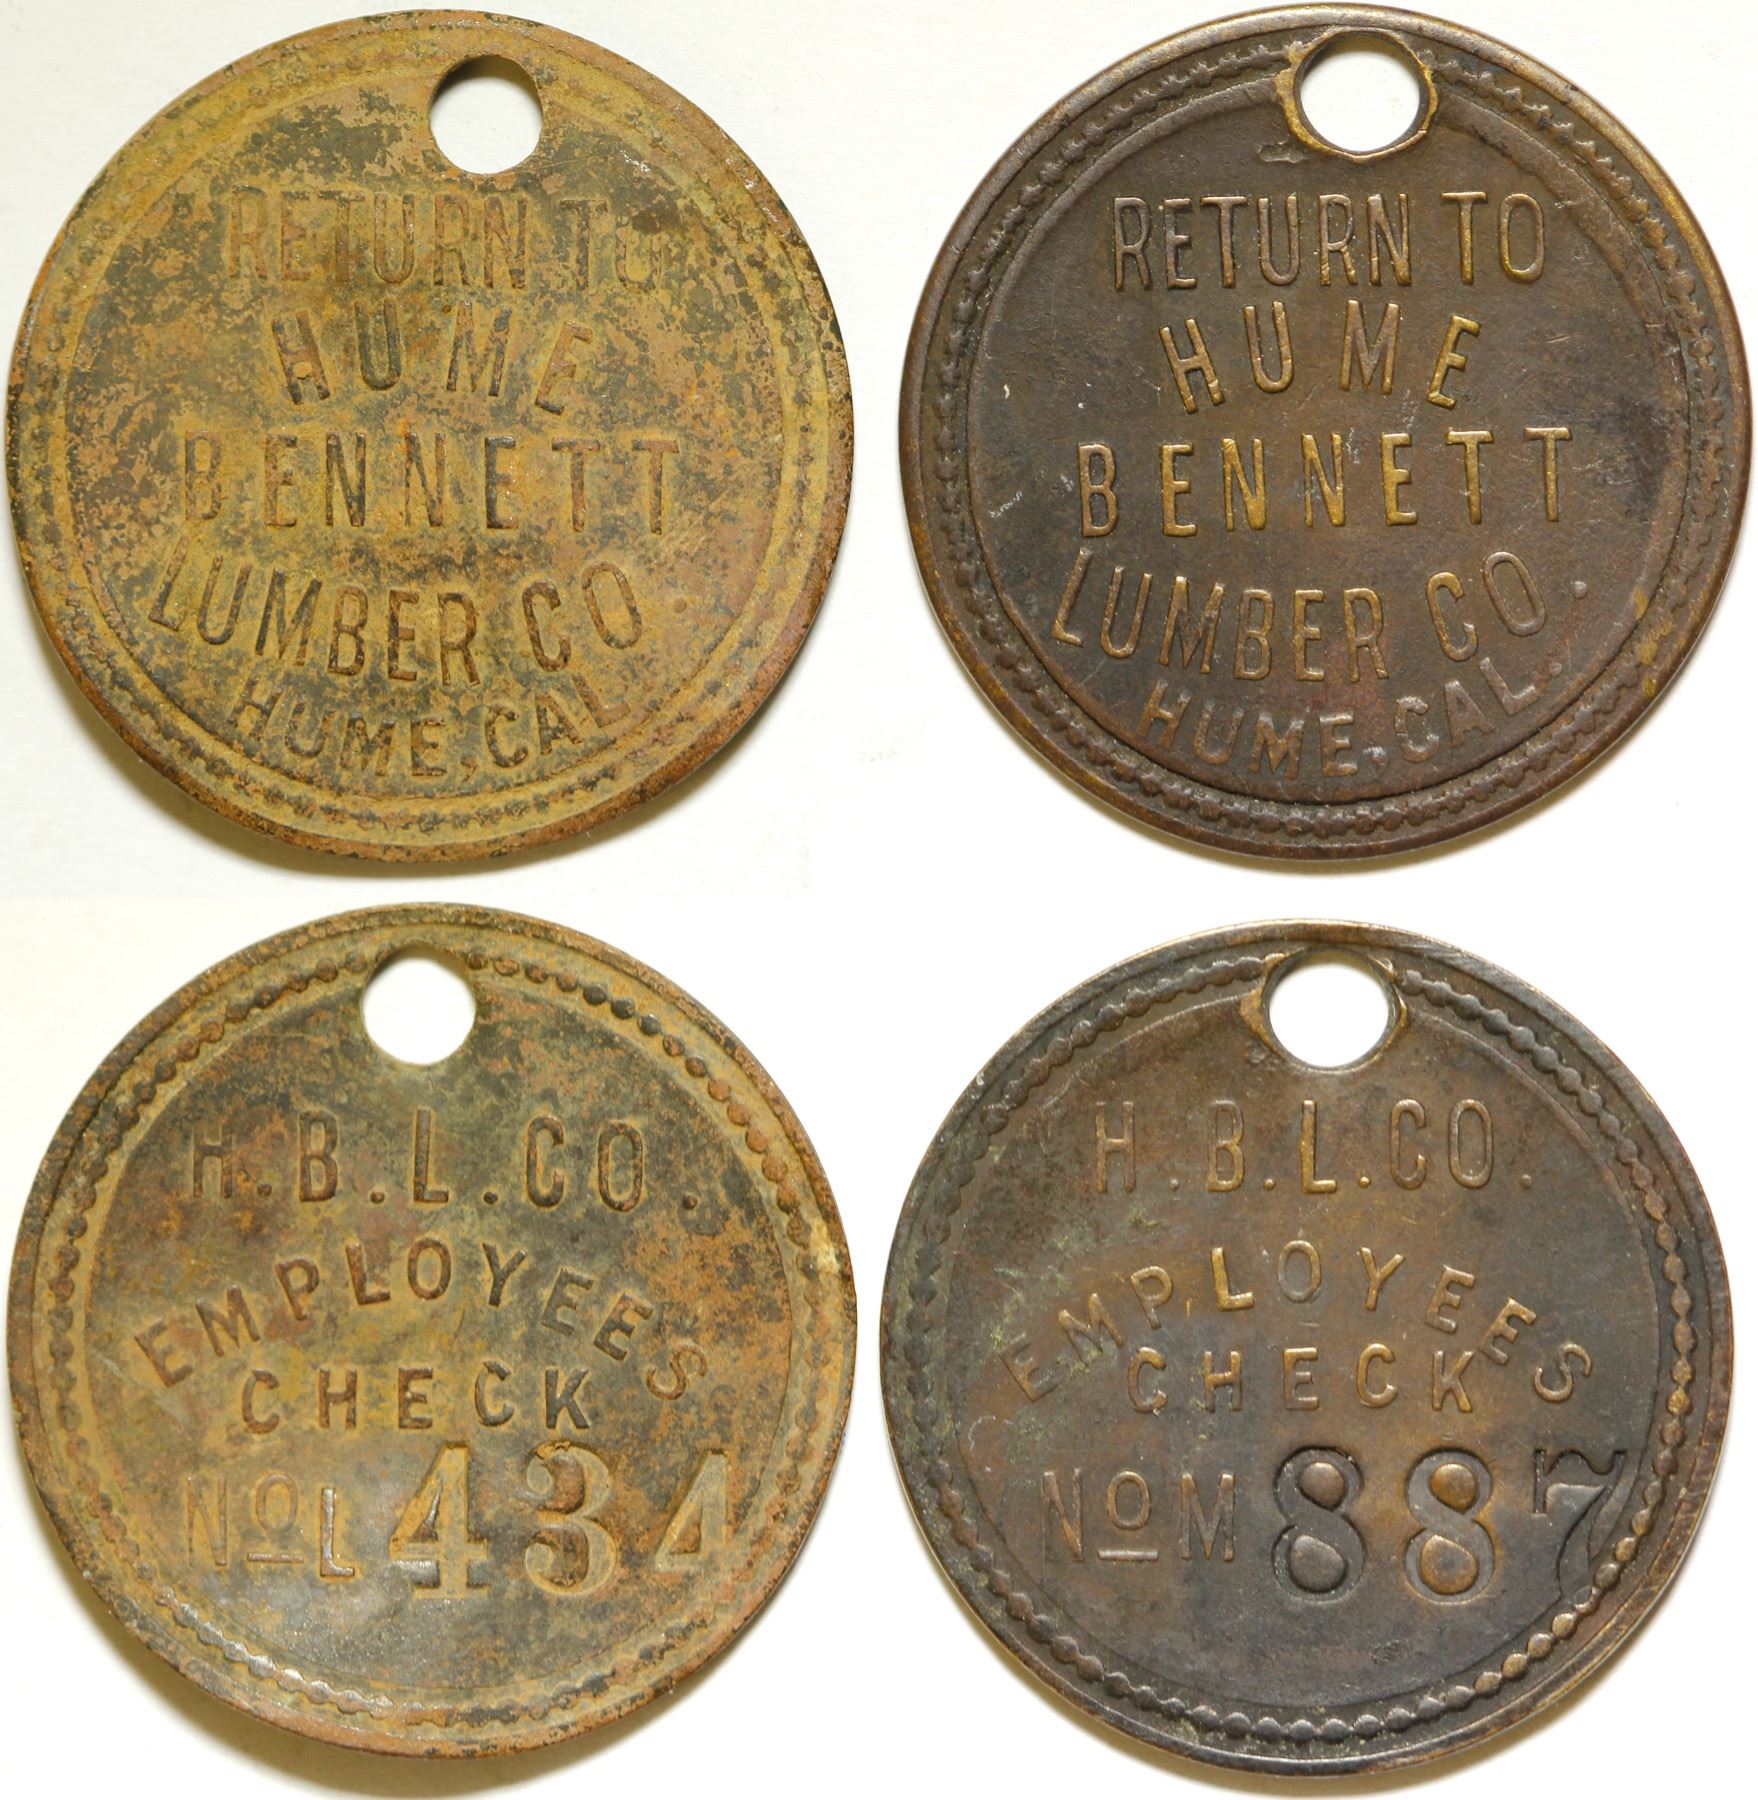 RETURN TO
HUME
BENNETT
LUMBER CO.
HUME, CAL.
RETURN TO
HUME
BENNETT
LUMBER CO.
HUME, CAL.
H.B.L.CO.
EMPLOYEES
CHECK
No L 434
H.B.L.CO.
EMPLOYEES
CHECK
No M 887